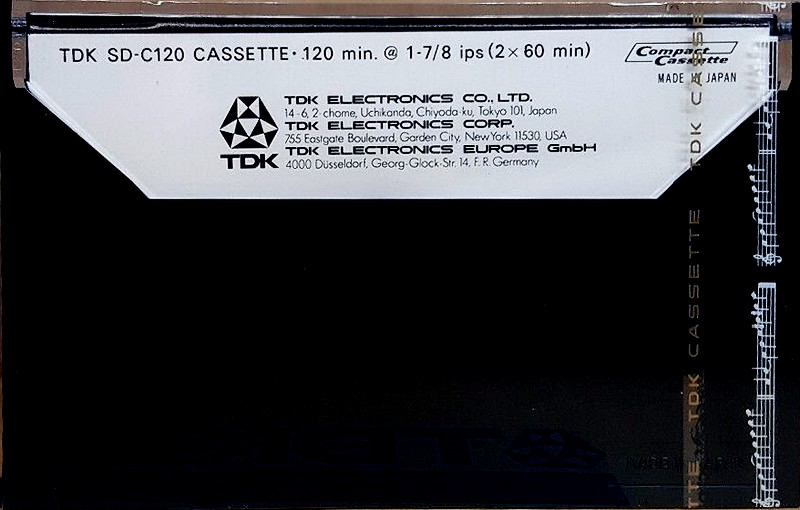 TDK SD-C120 CASSETTE · 120 min. @ 1-7/8 ips (2×60 min)
Compact
Cassette
MADE IN JAPAN
TDK ELECTRONICS CO., LTD.
14-6, 2-chome, Uchikanda, Chiyoda-ku, Tokyo 101, Japan
TDK ELECTRONICS CORP.
755 Eastgate Boulevard, Garden City, New York 11530, USA
TDK ELECTRONICS EUROPE GmbH
4000 Düsseldorf, Georg-Glock-Str. 14, F.R. Germany
TDK
TTE TDK CASSETTE TDK CASSE